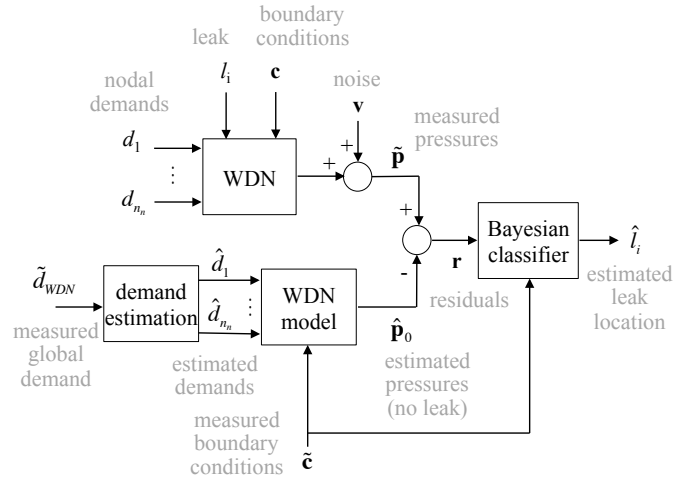 boundary
conditions
leak
l_i
c
noise
v
nodal
demands
d_1
⋮
d_{n_n}
WDN
+
+
measured
pressures
p̃
+
-
r
residuals
Bayesian
classifier
l̂_i
estimated
leak
location
d̃_{WDN}
measured
global
demand
demand
estimation
d̂_1
⋮
d̂_{n_n}
estimated
demands
WDN
model
p̂_0
estimated
pressures
(no leak)
measured
boundary
conditions
c̃